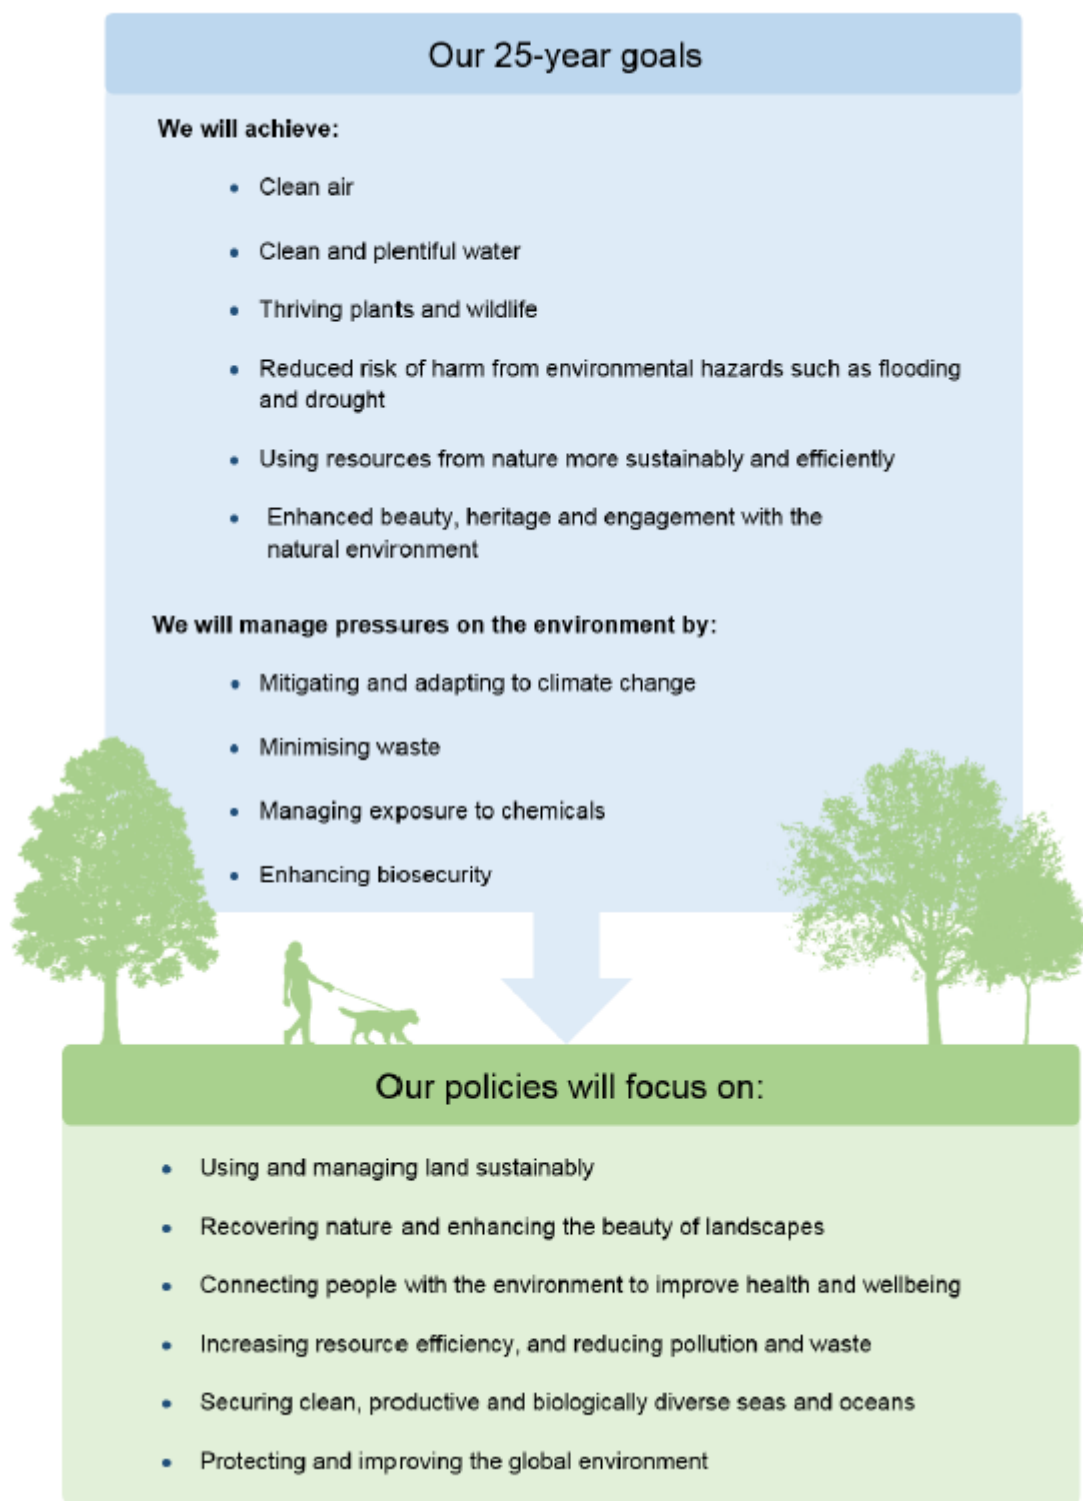 Our 25-year goals
We will achieve:
• Clean air
• Clean and plentiful water
• Thriving plants and wildlife
• Reduced risk of harm from environmental hazards such as flooding
and drought
• Using resources from nature more sustainably and efficiently
• Enhanced beauty, heritage and engagement with the
natural environment
We will manage pressures on the environment by:
• Mitigating and adapting to climate change
• Minimising waste
• Managing exposure to chemicals
• Enhancing biosecurity
Our policies will focus on:
• Using and managing land sustainably
• Recovering nature and enhancing the beauty of landscapes
• Connecting people with the environment to improve health and wellbeing
• Increasing resource efficiency, and reducing pollution and waste
• Securing clean, productive and biologically diverse seas and oceans
• Protecting and improving the global environment